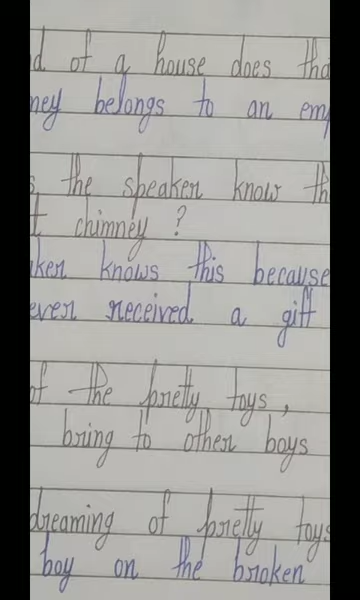 d of a house does tha
ney belongs to an em
s the speaker know th
t chimney ?
ker knows this because
ever received a gift
of the pretty toys ,
bring to other boys
dreaming of pretty toys
boy on the broken